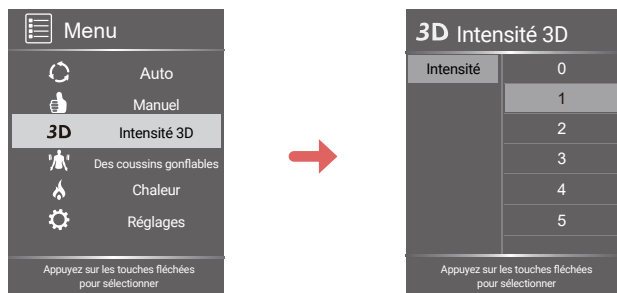 Menu
Auto
Manuel
3D Intensité 3D
Des coussins gonflables
Chaleur
Réglages
Appuyez sur les touches fléchées
pour sélectionner
3D Intensité 3D
Intensité 0
1
2
3
4
5
Appuyez sur les touches fléchées
pour sélectionner